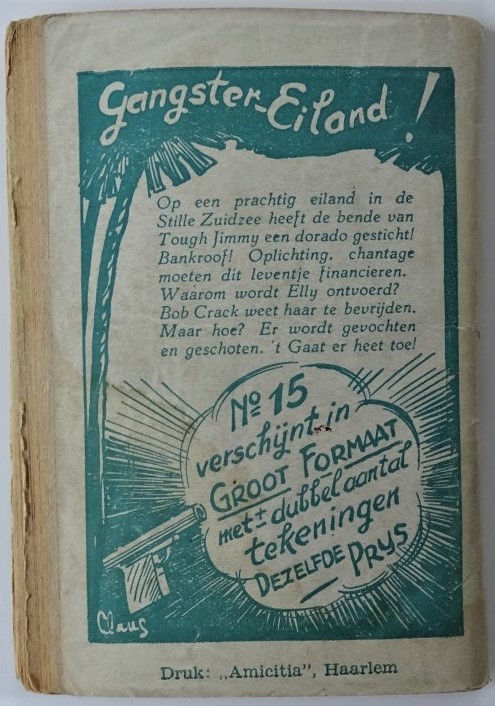 Gangster-Eiland!
Op een prachtig eiland in de
Stille Zuidzee heeft de bende van
Tough Jimmy een dorado gesticht!
Bankroof! Oplichting, chantage
moeten dit leventje financieren.
Waarom wordt Elly ontvoerd?
Bob Crack weet haar te bevrijden.
Maar hoe? Er wordt gevochten
en geschoten. 't Gaat er heet toe!
No 15
verschijnt in
GROOT FORMAAT
met ± dubbel aantal
tekeningen
DEZELFDE PRYS
Claus
Druk: „Amicitia", Haarlem